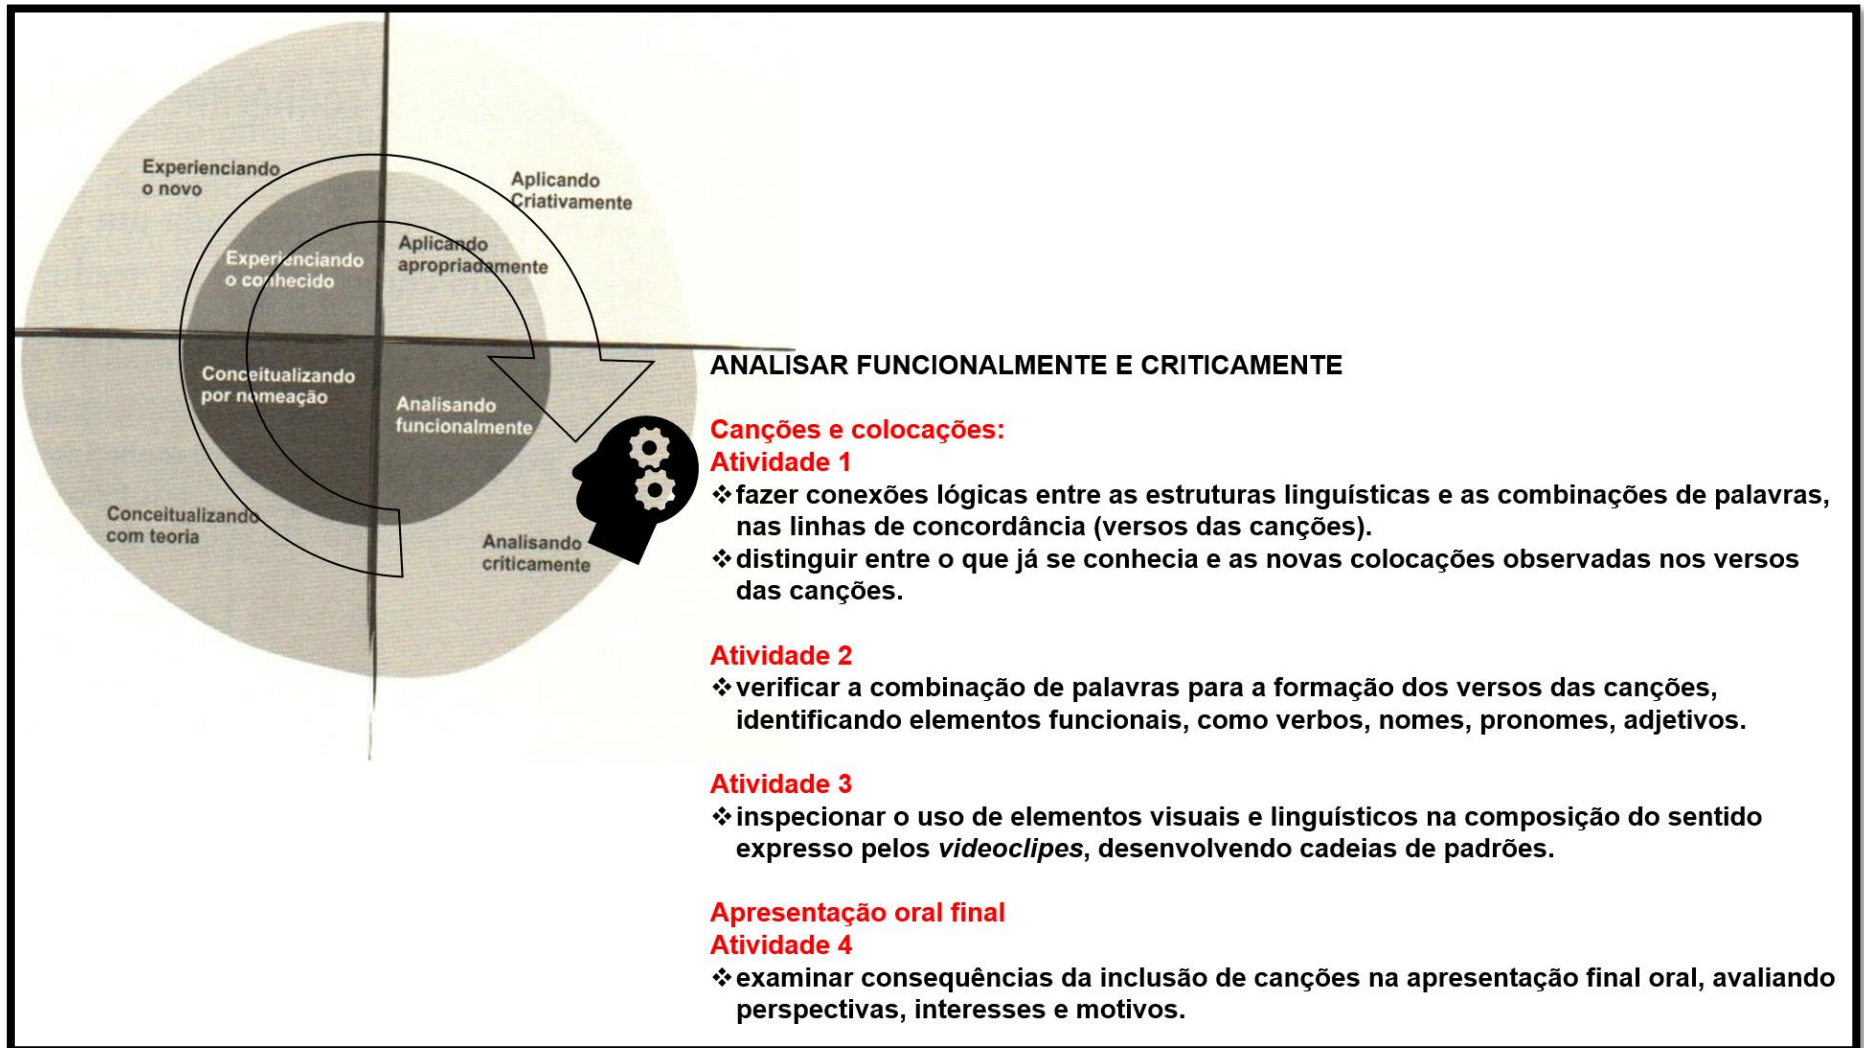 Experienciando
o novo
Aplicando
Criativamente
Experienciando
o conhecido
Aplicando
apropriadamente
Conceitualizando
por nomeação
Analisando
funcionalmente
Conceitualizando
com teoria
Analisando
criticamente
ANALISAR FUNCIONALMENTE E CRITICAMENTE
Canções e colocações:
Atividade 1
❖fazer conexões lógicas entre as estruturas linguísticas e as combinações de palavras,
nas linhas de concordância (versos das canções).
❖distinguir entre o que já se conhecia e as novas colocações observadas nos versos
das canções.
Atividade 2
❖verificar a combinação de palavras para a formação dos versos das canções,
identificando elementos funcionais, como verbos, nomes, pronomes, adjetivos.
Atividade 3
❖inspecionar o uso de elementos visuais e linguísticos na composição do sentido
expresso pelos videoclipes, desenvolvendo cadeias de padrões.
Apresentação oral final
Atividade 4
❖examinar consequências da inclusão de canções na apresentação final oral, avaliando
perspectivas, interesses e motivos.